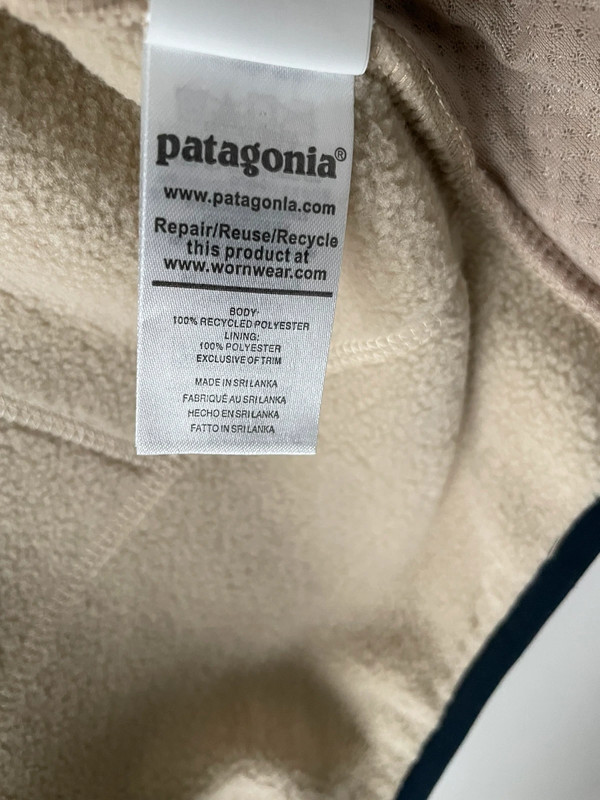 patagonia®
www.patagonia.com
Repair/Reuse/Recycle
this product at
www.wornwear.com
BODY:
100% RECYCLED POLYESTER
LINING:
100% POLYESTER
EXCLUSIVE OF TRIM
MADE IN SRI LANKA
FABRIQUÉ AU SRI LANKA
HECHO EN SRI LANKA
FATTO IN SRI LANKA